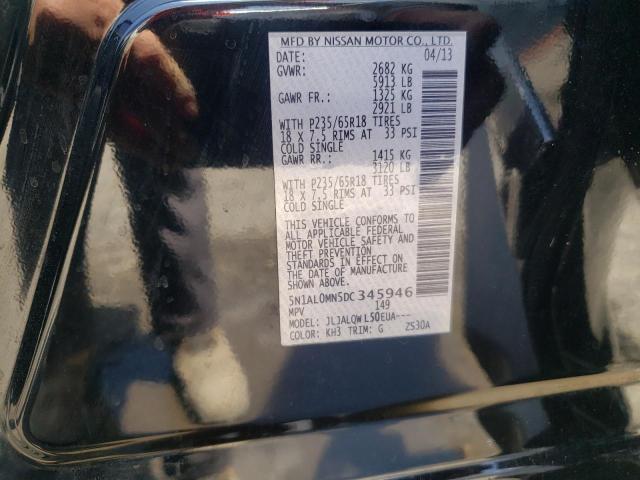 MFD BY NISSAN MOTOR CO., LTD.
DATE: 04/13
GVWR: 2682 KG
5913 LB
GAWR FR.: 1325 KG
2921 LB
WITH P235/65R18 TIRES
18 X 7.5 RIMS AT 33 PSI
COLD SINGLE
GAWR RR.: 1415 KG
3120 LB
WITH P235/65R18 TIRES
18 X 7.5 RIMS AT 33 PSI
COLD SINGLE
THIS VEHICLE CONFORMS TO
ALL APPLICABLE FEDERAL
MOTOR VEHICLE SAFETY AND
THEFT PREVENTION
STANDARDS IN EFFECT ON
THE DATE OF MANUFACTURE
SHOWN ABOVE.
5N1AL0MN5DC345946
MPV 149
MODEL: JLJALQWL50EUA---
COLOR: KH3 TRIM: G ZS30A